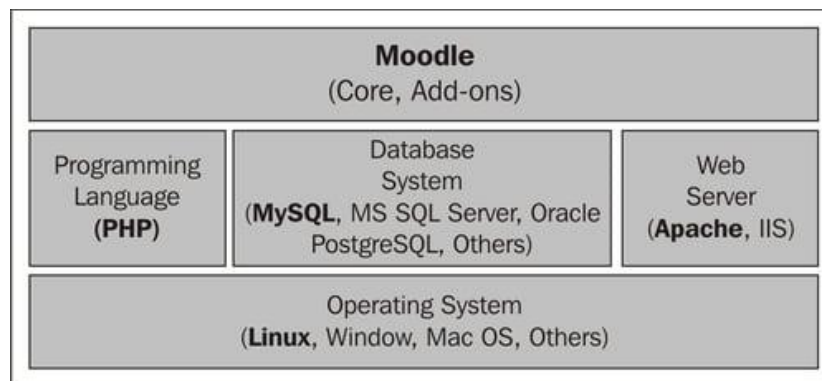 Moodle
(Core, Add-ons)
Programming
Language
(PHP)
Database
System
(MySQL, MS SQL Server, Oracle
PostgreSQL, Others)
Web
Server
(Apache, IIS)
Operating System
(Linux, Window, Mac OS, Others)